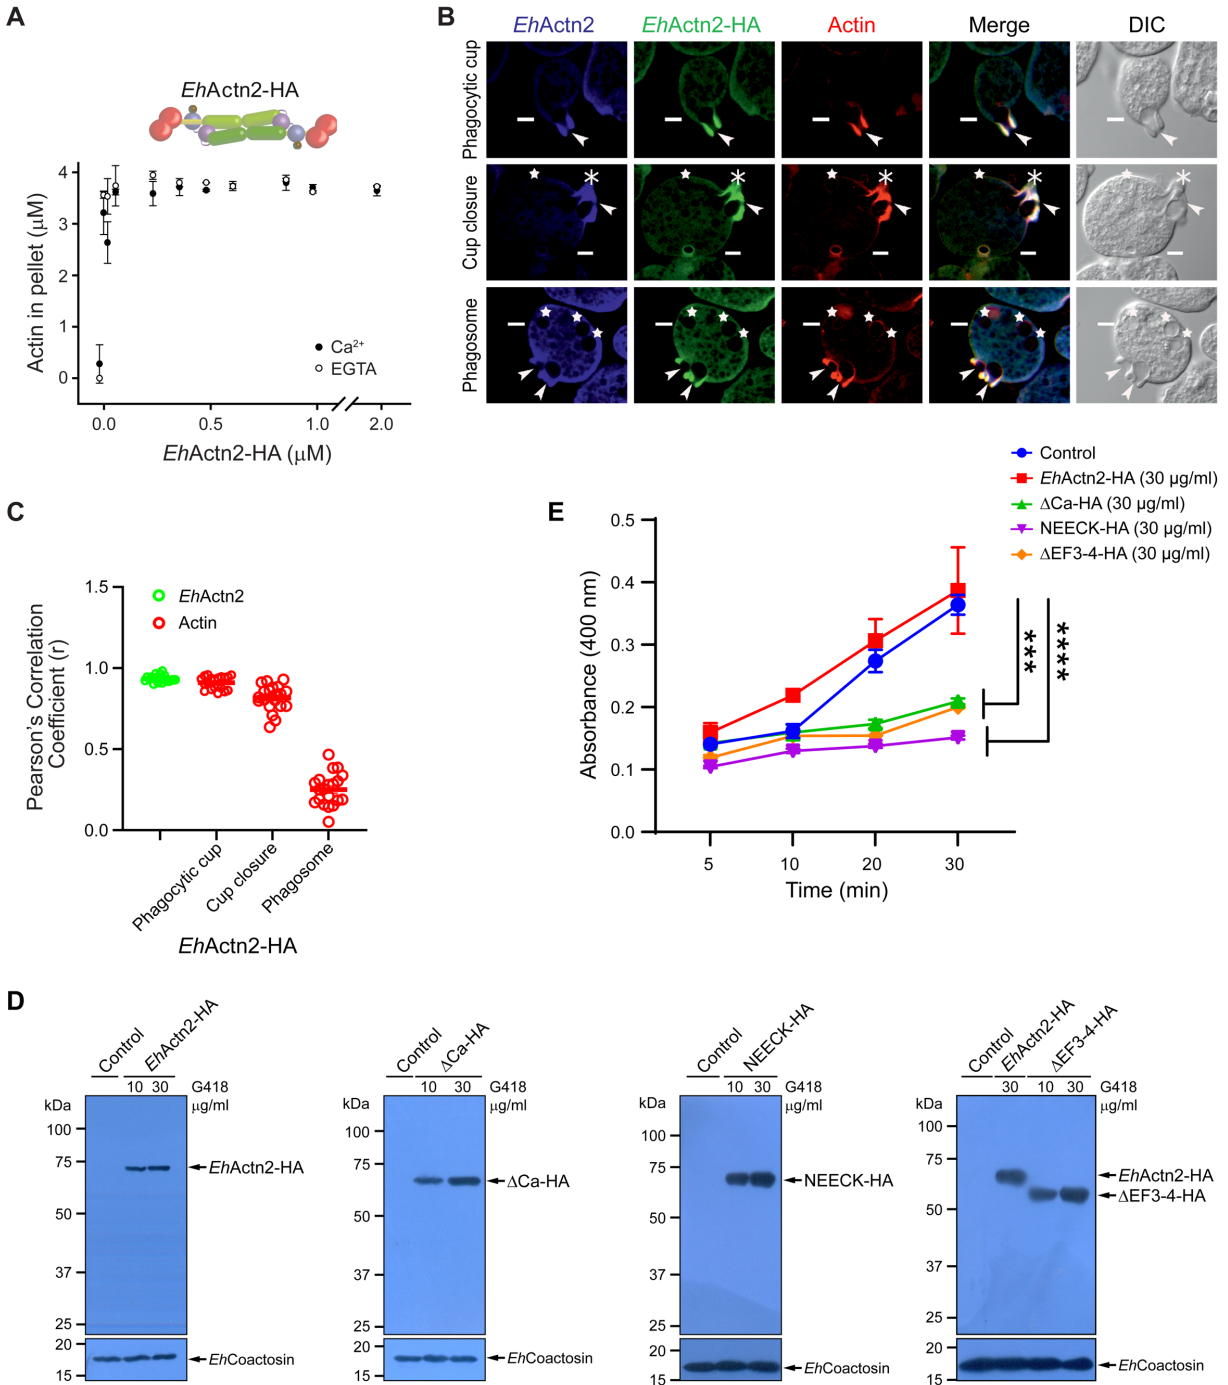 A
EhActn2-HA
4
3
2
1
0
Actin in pellet (μM)
Ca2+
EGTA
0.0
0.5
1.0
2.0
EhActn2-HA (μM)
B
EhActn2
EhActn2-HA
Actin
Merge
DIC
Phagocytic cup
Cup closure
Phagosome
C
1.5
1.0
0.5
0.0
Pearson's Correlation
Coefficient (r)
EhActn2
Actin
Phagocytic cup
Cup closure
Phagosome
EhActn2-HA
E
Control
EhActn2-HA (30 μg/ml)
ΔCa-HA (30 μg/ml)
NEECK-HA (30 μg/ml)
ΔEF3-4-HA (30 μg/ml)
0.5
0.4
0.3
0.2
0.1
0.0
Absorbance (400 nm)
***
****
5
10
20
30
Time (min)
D
Control
EhActn2-HA
10
30
G418
μg/ml
kDa
100
75
50
37
25
20
15
EhActn2-HA
EhCoactosin
Control
ΔCa-HA
10
30
G418
μg/ml
kDa
100
75
50
37
25
20
15
ΔCa-HA
EhCoactosin
Control
NEECK-HA
10
30
G418
μg/ml
kDa
100
75
50
37
25
20
15
NEECK-HA
EhCoactosin
Control
EhActn2-HA
ΔEF3-4-HA
30
10
30
G418
μg/ml
kDa
100
75
50
37
25
20
15
EhActn2-HA
ΔEF3-4-HA
EhCoactosin